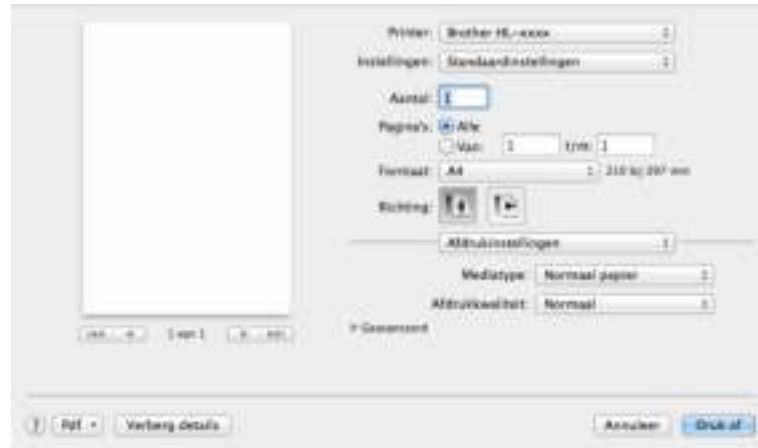 Printer: Brother HL-xxxx
Instellingen: Standaardinstellingen
Aantal: 1
Pagina's: Alle
Van: 1 t/m: 1
Formaat: A4 210 bij 297 mm
Richting:
Afdrukinstellingen
Mediatype: Normaal papier
Afdrukkwaliteit: Normaal
Geavanceerd
1 van 1
? Pdf Verberg details Annuleer Druk af